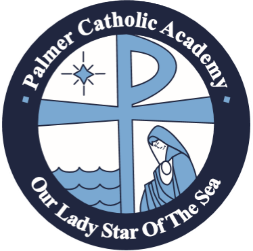 Palmer Catholic Academy
Our Lady Star Of The Sea